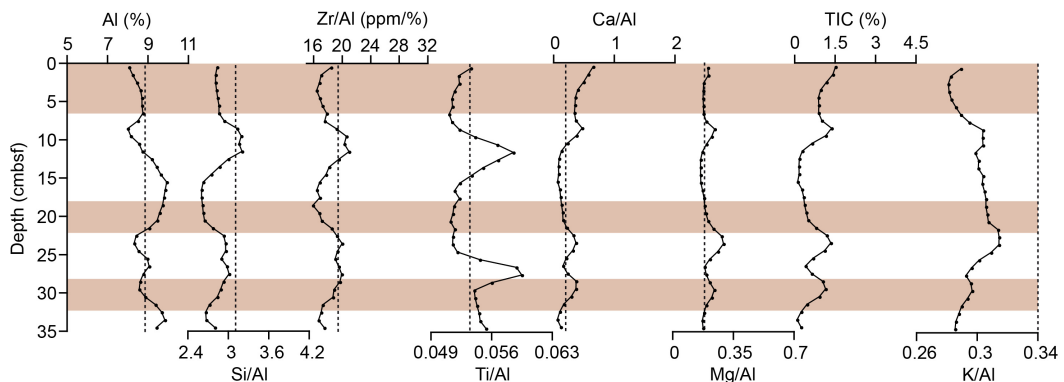 Al (%) Zr/Al (ppm/%) Ca/Al TIC (%)
5 7 8 9 11 16 20 24 28 32 0 1 2 0 1.5 3 4.5
0
5
10
15
20
25
30
35
Depth (cmbsf)
2.4 3 3.6 4.2 0.049 0.056 0.063 0 0.35 0.7 0.26 0.3 0.34
Si/Al Ti/Al Mg/Al K/Al